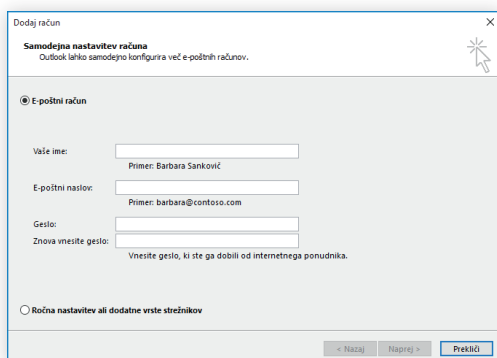 Dodaj račun
Samodejna nastavitev računa
Outlook lahko samodejno konfigurira več e-poštnih računov.
E-poštni račun
Vaše ime:
Primer: Barbara Sankovič
E-poštni naslov:
Primer: barbara@contoso.com
Geslo:
Znova vnesite geslo:
Vnesite geslo, ki ste ga dobili od internetnega ponudnika.
Ročna nastavitev ali dodatne vrste strežnikov
< Nazaj Naprej > Prekliči